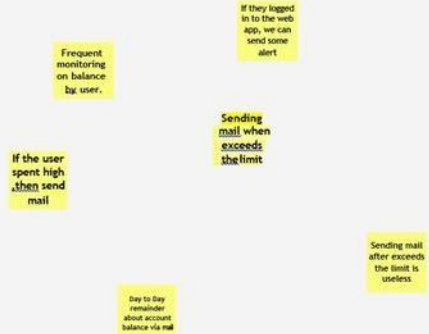 If they logged
in to the web
app, we can
send some
alert
Frequent
monitoring
on balance
by user.
Sending
mail when
exceeds
the limit
If the user
spent high
,then send
mail
Sending mail
after exceeds
the limit is
useless
Day to Day
remainder
about account
balance via mail